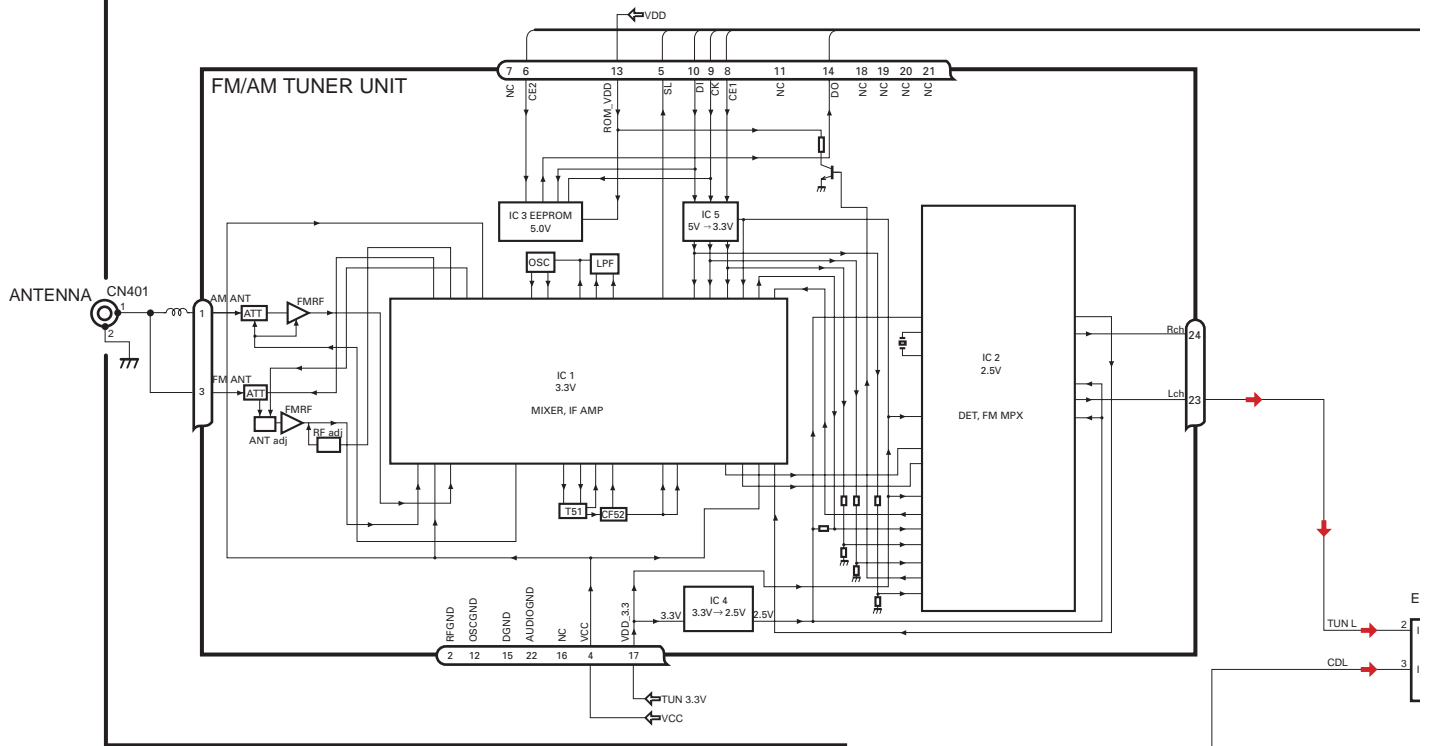 VDD
7 6 13 5 10 9 8 11 14 18 19 20 21
FM/AM TUNER UNIT
NC CE2 ROM_VDD SL DI CK CE1 NC DO NC NC NC NC
IC 3 EEPROM
5.0V
IC 5
5V → 3.3V
OSC
LPF
ANTENNA
CN401
1
2
AM ANT
1
ATT
FMRF
FM ANT
3
ATT
FMRF
ANT adj
RF adj
IC 1
3.3V
MIXER, IF AMP
IC 2
2.5V
DET, FM MPX
Rch
24
Lch
23
T51
CF52
IC 4
3.3V → 2.5V
3.3V
2.5V
RFGND OSCGND DGND AUDIOGND NC VCC VDD_3.3
2 12 15 22 16 4 17
TUN 3.3V
VCC
E
TUN L
2
CDL
3